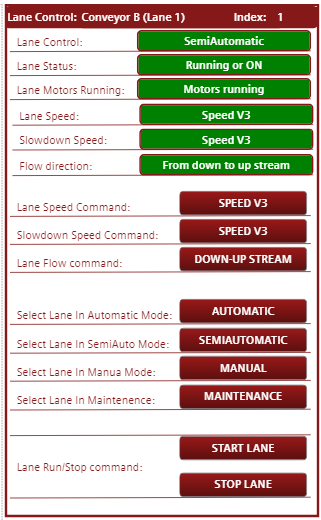 Lane Control: Conveyor B (Lane 1) Index: 1
Lane Control: SemiAutomatic
Lane Status: Running or ON
Lane Motors Running: Motors running
Lane Speed: Speed V3
Slowdown Speed: Speed V3
Flow direction: From down to up stream
Lane Speed Command: SPEED V3
Slowdown Speed Command: SPEED V3
Lane Flow command: DOWN-UP STREAM
Select Lane In Automatic Mode: AUTOMATIC
Select Lane In SemiAuto Mode: SEMIAUTOMATIC
Select Lane In Manua Mode: MANUAL
Select Lane In Maintenence: MAINTENANCE
START LANE
Lane Run/Stop command:
STOP LANE